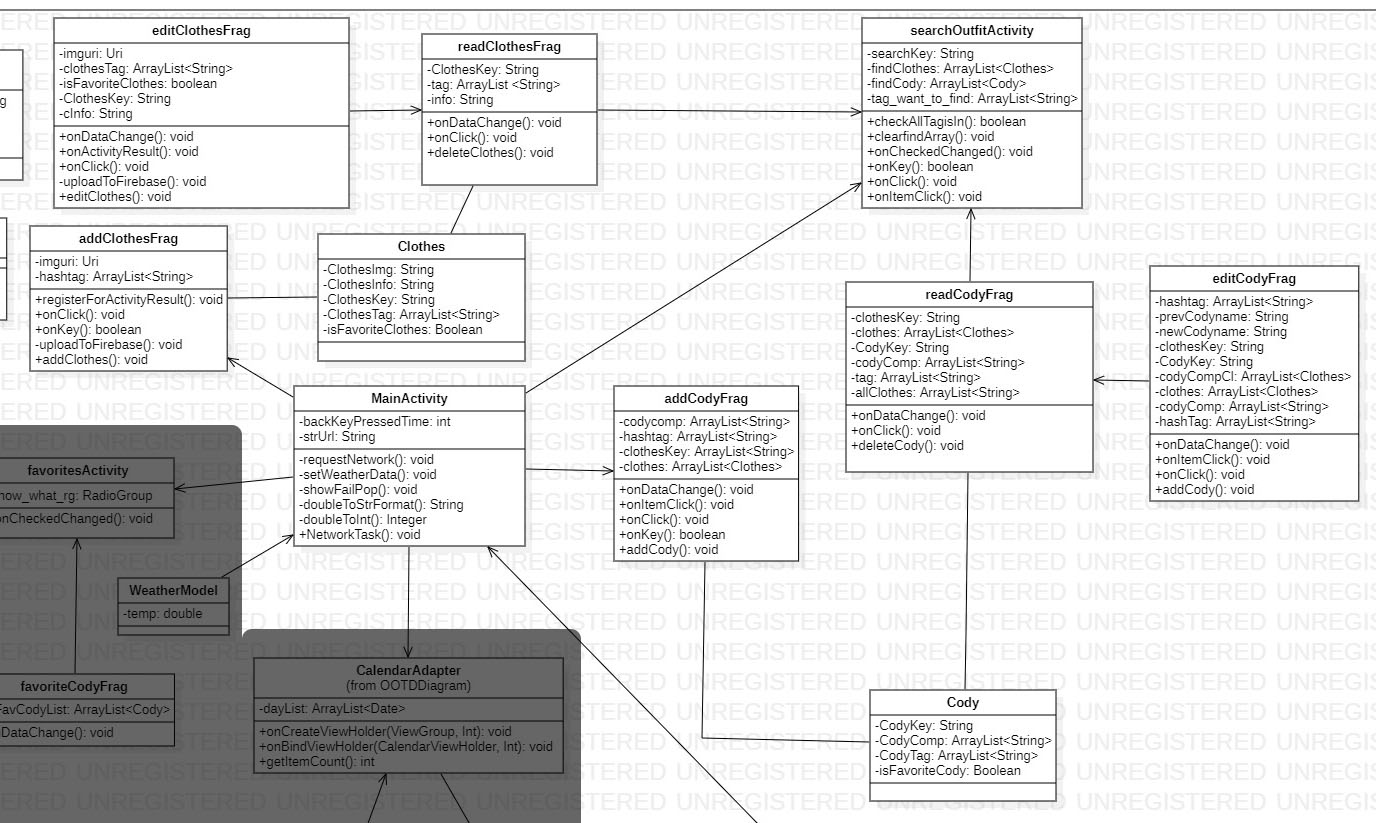 editClothesFrag
-imguri: Uri
-clothesTag: ArrayList<String>
-isFavoriteClothes: boolean
-ClothesKey: String
-cInfo: String
+onDataChange(): void
+onActivityResult(): void
+onClick(): void
-uploadToFirebase(): void
+editClothes(): void
readClothesFrag
-ClothesKey: String
-tag: ArrayList <String>
-info: String
+onDataChange(): void
+onClick(): void
+deleteClothes(): void
searchOutfitActivity
-searchKey: String
-findClothes: ArrayList<Clothes>
-findCody: ArrayList<Cody>
-tag_want_to_find: ArrayList<String>
+checkAllTagisIn(): boolean
+clearfindArray(): void
+onCheckedChanged(): void
+onKey(): boolean
+onClick(): void
+onItemClick(): void
addClothesFrag
-imguri: Uri
-hashtag: ArrayList<String>
+registerForActivityResult(): void
+onClick(): void
+onKey(): boolean
-uploadToFirebase(): void
+addClothes(): void
Clothes
-ClothesImg: String
-ClothesInfo: String
-ClothesKey: String
-ClothesTag: ArrayList<String>
-isFavoriteClothes: Boolean
readCodyFrag
-clothesKey: String
-clothes: ArrayList<Clothes>
-CodyKey: String
-codyComp: ArrayList<String>
-tag: ArrayList<String>
-allClothes: ArrayList<String>
+onDataChange(): void
+onClick(): void
+deleteCody(): void
editCodyFrag
-hashtag: ArrayList<String>
-prevCodyname: String
-newCodyname: String
-clothesKey: String
-CodyKey: String
-codyCompCl: ArrayList<Clothes>
-clothes: ArrayList<Clothes>
-codyComp: ArrayList<String>
-hashTag: ArrayList<String>
+onDataChange(): void
+onItemClick(): void
+onClick(): void
+addCody(): void
MainActivity
-backKeyPressedTime: int
-strUrl: String
-requestNetwork(): void
-setWeatherData(): void
-showFailPop(): void
-doubleToStrFormat(): String
-doubleToInt(): Integer
+NetworkTask(): void
addCodyFrag
-codycomp: ArrayList<String>
-hashtag: ArrayList<String>
-clothesKey: ArrayList<String>
-clothes: ArrayList<Clothes>
+onDataChange(): void
+onItemClick(): void
+onClick(): void
+onKey(): boolean
+addCody(): void
favoritesActivity
how_what_rg: RadioGroup
onCheckedChanged(): void
WeatherModel
-temp: double
favoriteCodyFrag
FavCodyList: ArrayList<Cody>
DataChange(): void
CalendarAdapter
(from OOTDDiagram)
-dayList: ArrayList<Date>
+onCreateViewHolder(ViewGroup, Int): void
+onBindViewHolder(CalendarViewHolder, Int): void
+getItemCount(): int
Cody
-CodyKey: String
-CodyComp: ArrayList<String>
-CodyTag: ArrayList<String>
-isFavoriteCody: Boolean